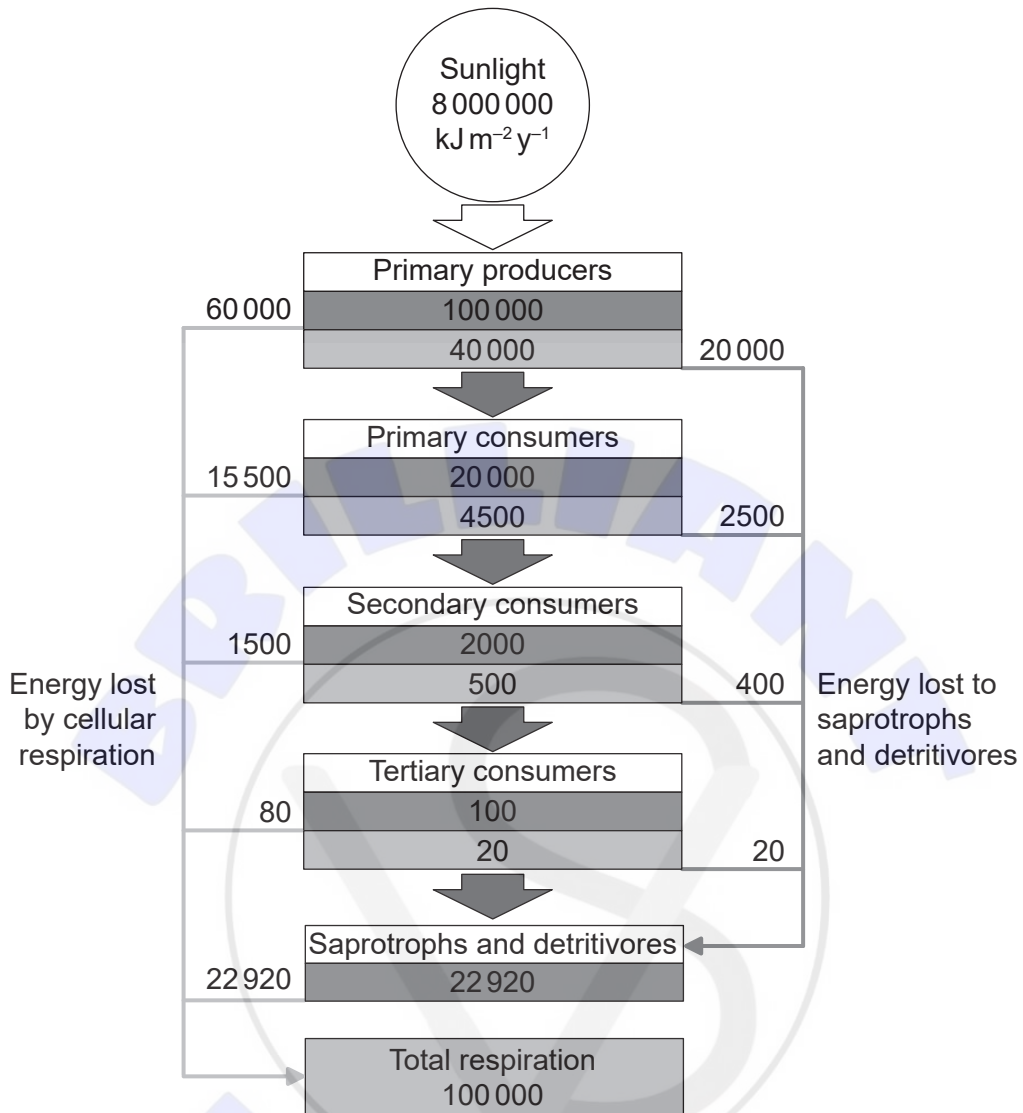 Sunlight
8 000 000
kJ m⁻² y⁻¹
Primary producers
60 000
100 000
40 000
20 000
Primary consumers
15 500
20 000
4500
2500
Secondary consumers
1500
2000
500
400
Energy lost
by cellular
respiration
Energy lost to
saprotrophs
and detritivores
Tertiary consumers
80
100
20
20
Saprotrophs and detritivores
22 920
22 920
Total respiration
100 000
BRILLIANT
VS